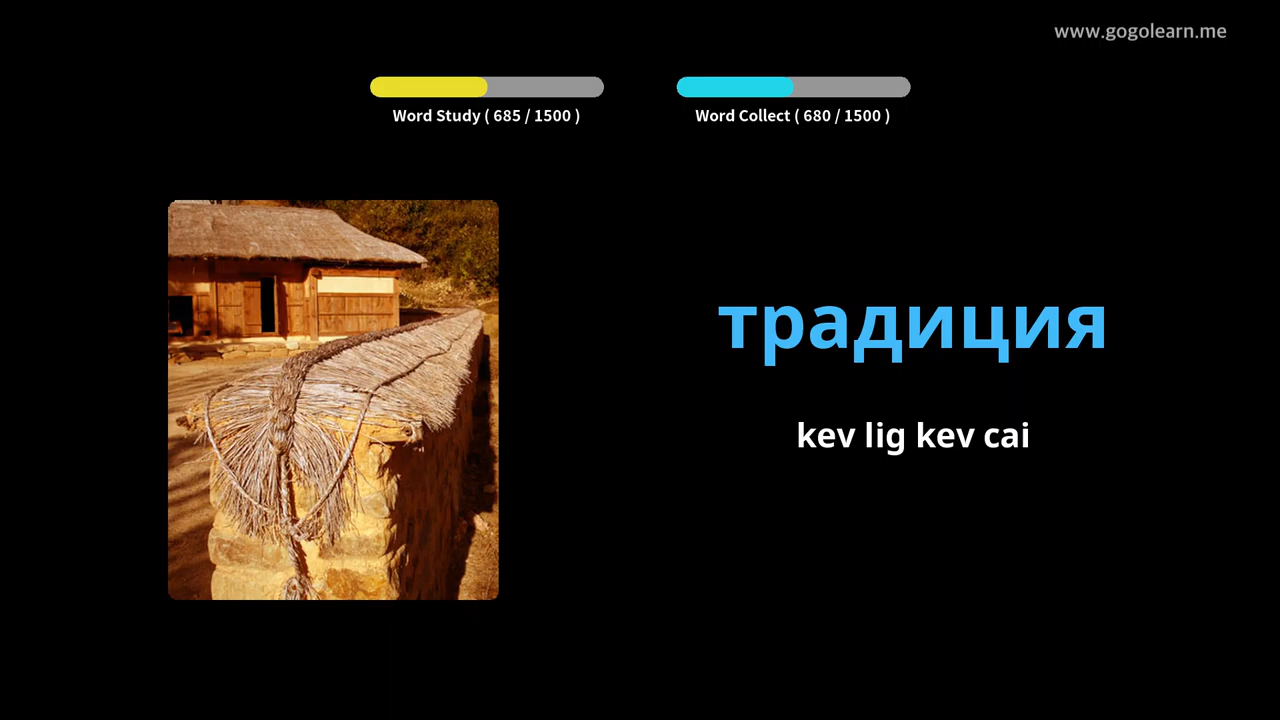 www.gogolearn.me
Word Study ( 685 / 1500 )
Word Collect ( 680 / 1500 )
традиция
kev lig kev cai